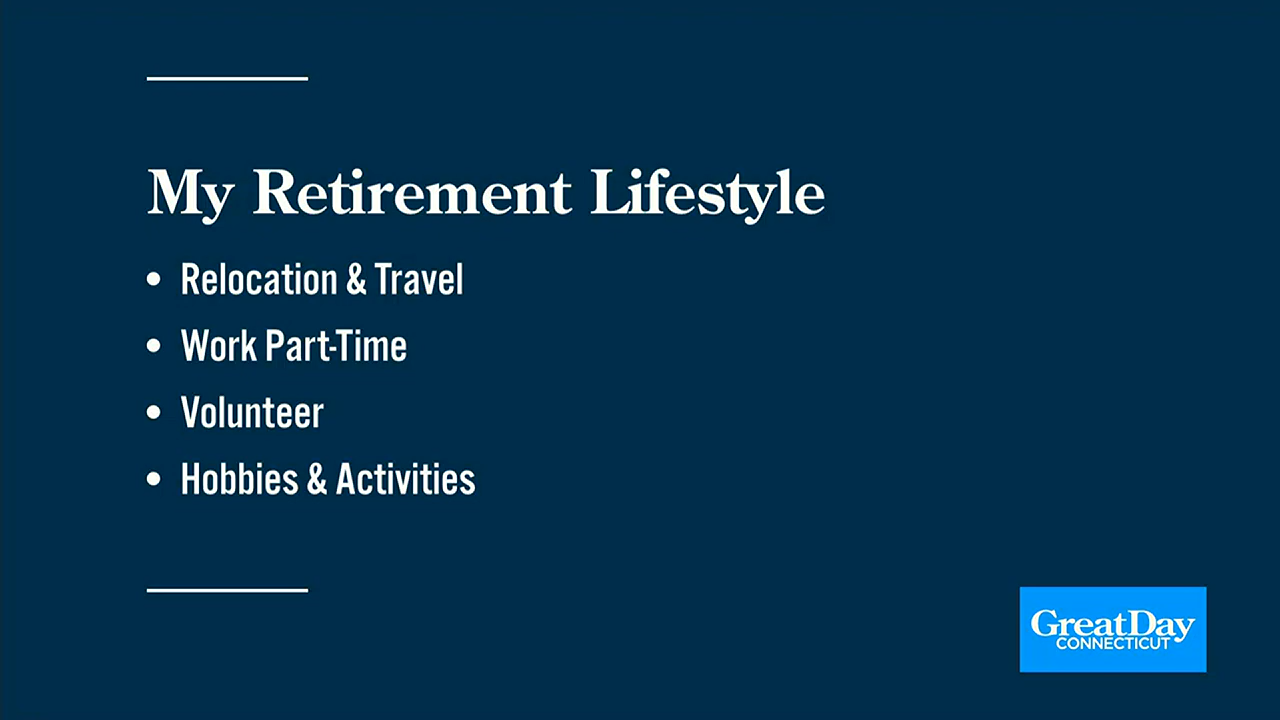 My Retirement Lifestyle
• Relocation & Travel
• Work Part-Time
• Volunteer
• Hobbies & Activities
GreatDay
CONNECTICUT